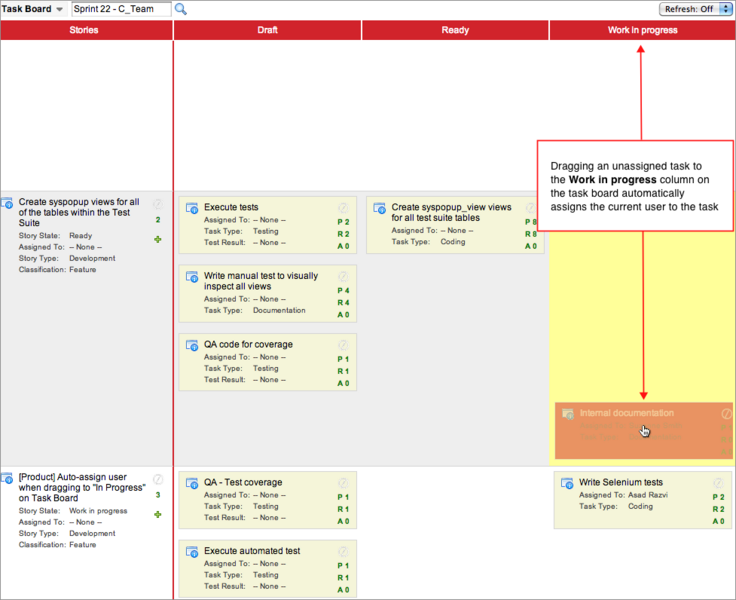 Task Board
Sprint 22 - C_Team
Refresh: Off
Stories
Draft
Ready
Work in progress
Dragging an unassigned task to
the Work in progress column on
the task board automatically
assigns the current user to the task
Create syspopup views for all
of the tables within the Test
Suite
2
Story State: Ready
Assigned To: -- None --
Story Type: Development
Classification: Feature
Execute tests
Assigned To: -- None --
P 2
Task Type: Testing
R 2
Test Result: -- None --
A 0
Write manual test to visually
inspect all views
P 4
Assigned To: -- None --
R 4
Task Type: Documentation
A 0
QA code for coverage
Assigned To: -- None --
P 1
Task Type: Testing
R 1
Test Result: -- None --
A 0
Create syspopup_view views
for all test suite tables
P 8
Assigned To: -- None --
R 8
Task Type: Coding
A 0
Internal documentation
[Product] Auto-assign user
when dragging to "In Progress"
on Task Board
3
Story State: Work in progress
Assigned To: -- None --
Story Type: Development
Classification: Feature
QA - Test coverage
Assigned To: -- None --
P 1
Task Type: Testing
R 1
Test Result: -- None --
A 0
Execute automated test
Assigned To: -- None --
P 1
Task Type: Testing
R 1
Test Result: -- None --
A 0
Write Selenium tests
Assigned To: Asad Razvi
P 2
Task Type: Coding
R 2
A 0